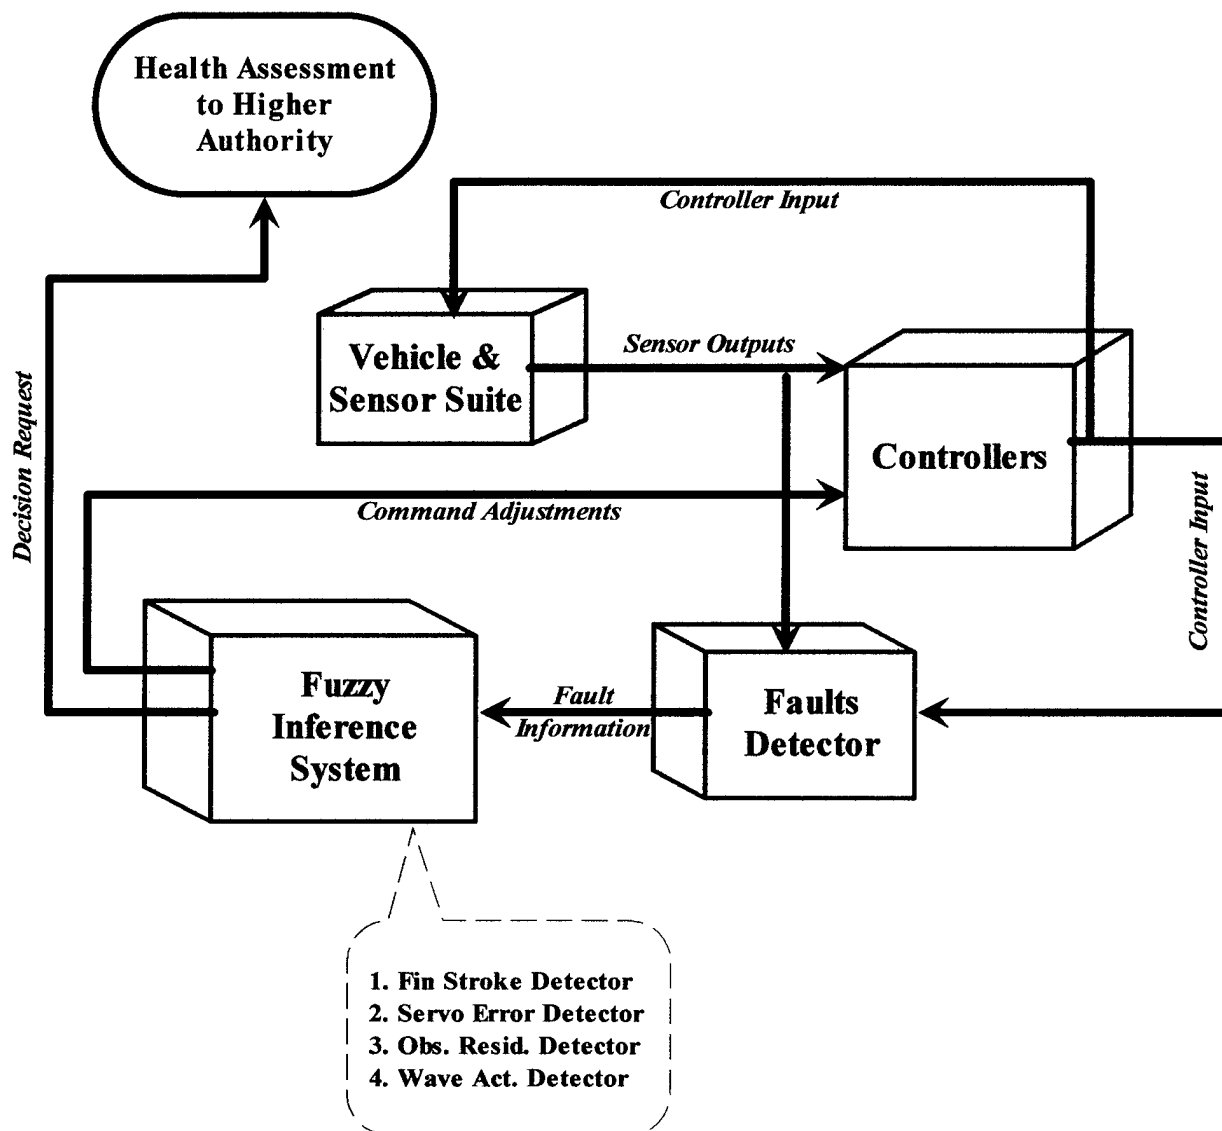 Health Assessment
to Higher
Authority
Controller Input
Vehicle &
Sensor Suite
Sensor Outputs
Controllers
Decision Request
Command Adjustments
Controller Input
Fuzzy
Inference
System
Fault
Information
Faults
Detector
1. Fin Stroke Detector
2. Servo Error Detector
3. Obs. Resid. Detector
4. Wave Act. Detector